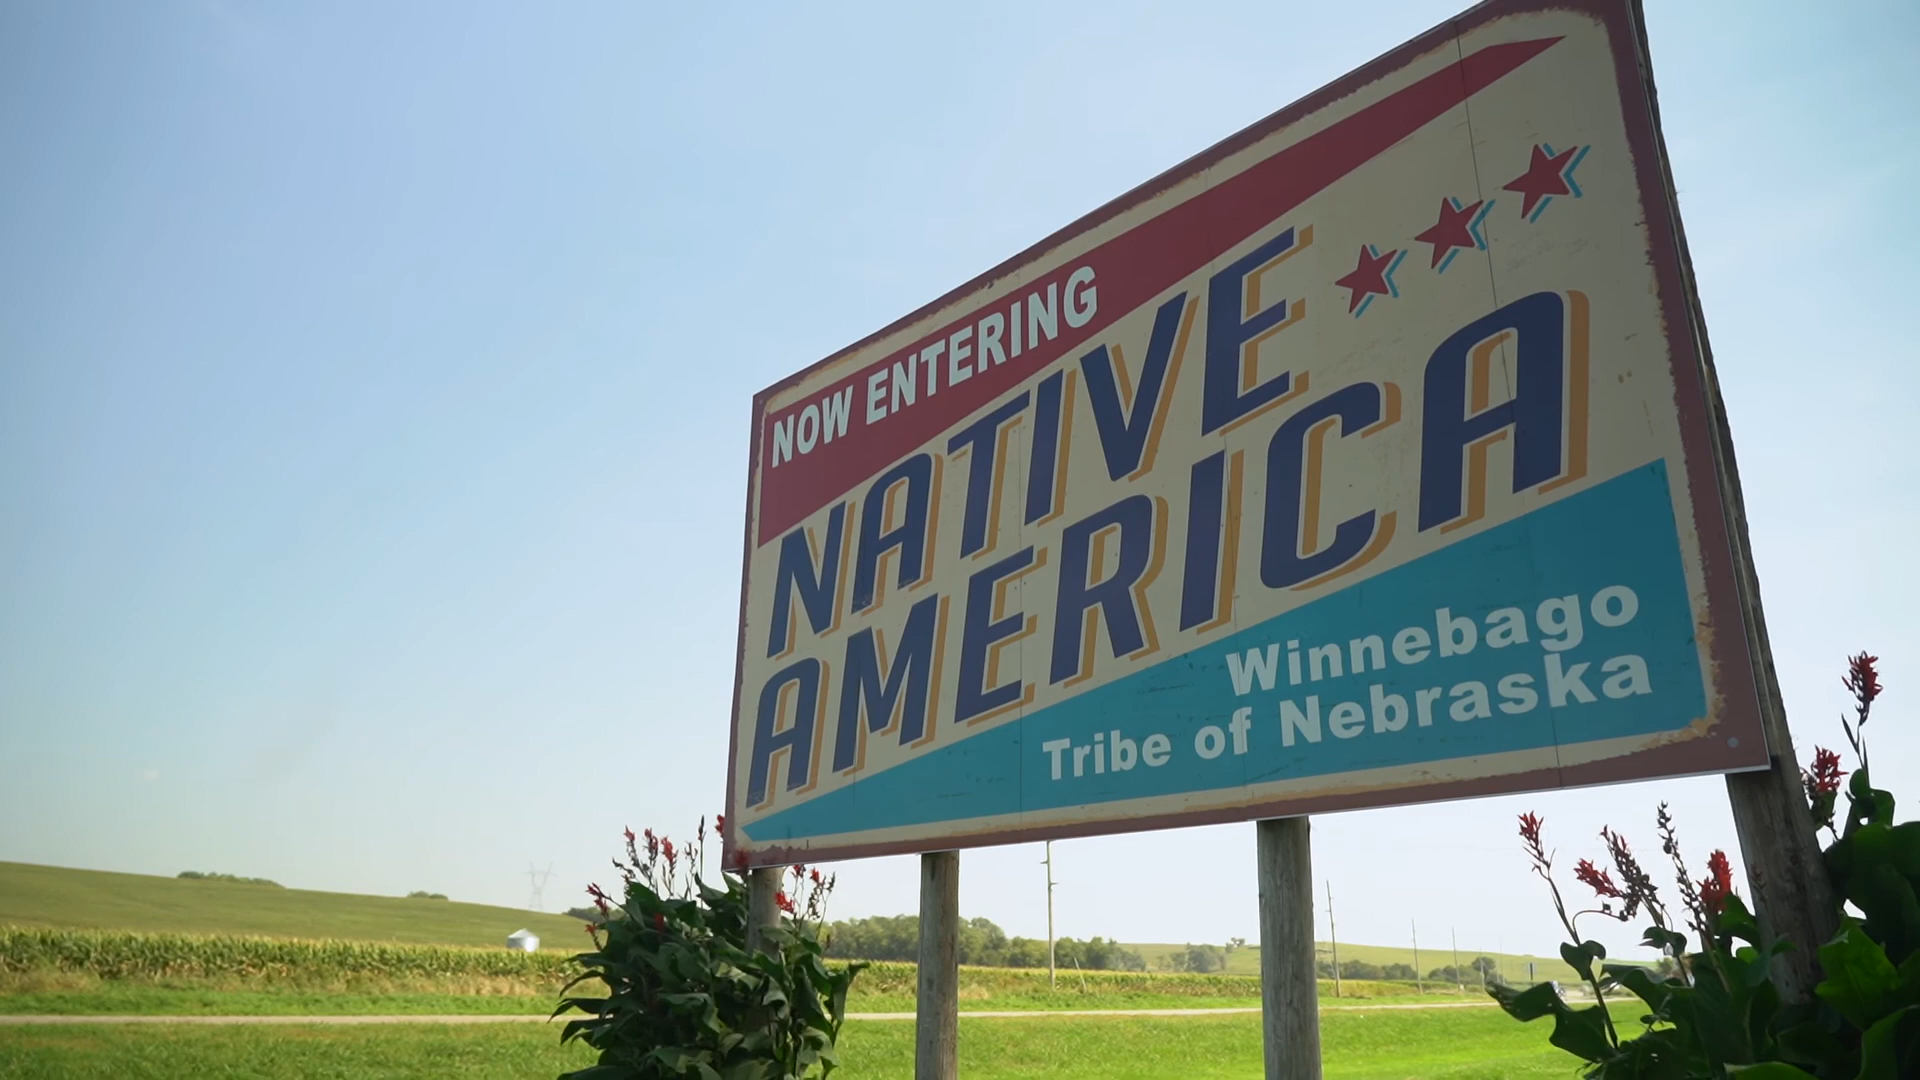 NOW ENTERING
NATIVE
AMERICA
Winnebago
Tribe of Nebraska